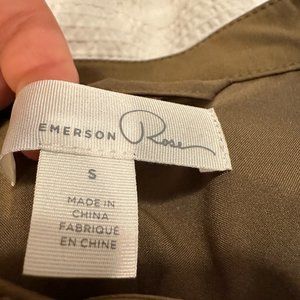 EMERSON Rose
S
MADE IN
CHINA
FABRIQUÉ
EN CHINE